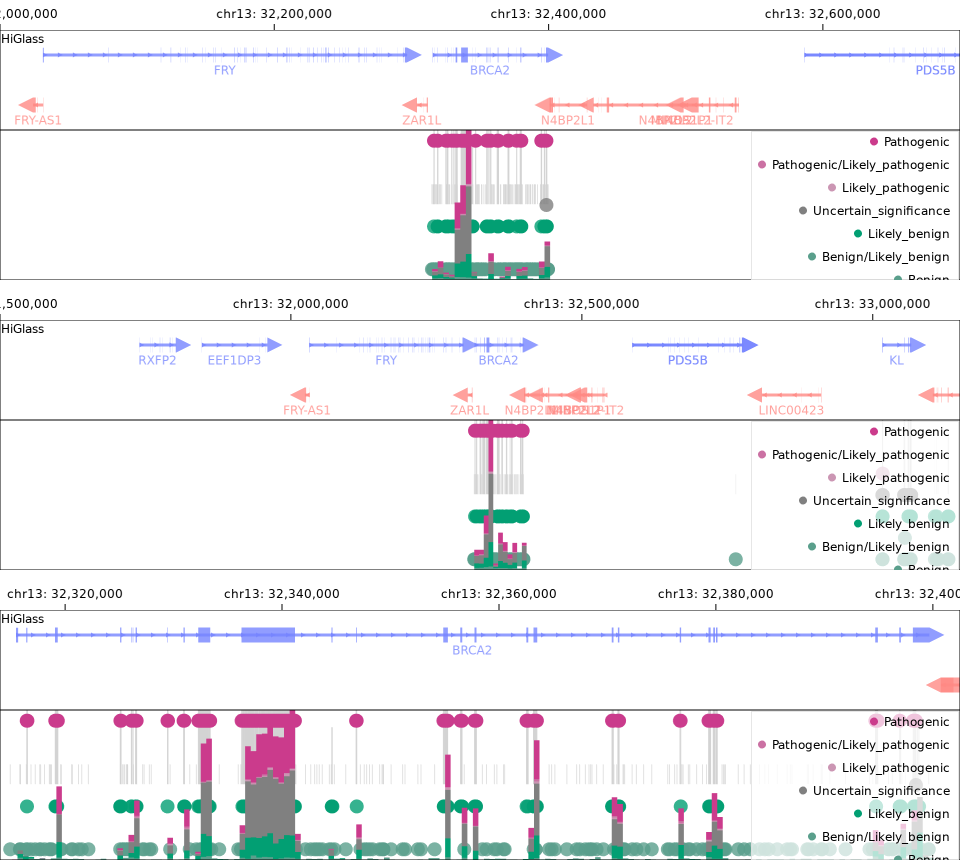 2,000,000 chr13: 32,200,000 chr13: 32,400,000 chr13: 32,600,000
HiGlass
FRY BRCA2 PDS5B
FRY-AS1 ZAR1L N4BP2L1
Pathogenic
Pathogenic/Likely_pathogenic
Likely_pathogenic
Uncertain_significance
Likely_benign
Benign/Likely_benign
Benign
,500,000 chr13: 32,000,000 chr13: 32,500,000 chr13: 33,000,000
HiGlass
RXFP2 EEF1DP3 FRY BRCA2 PDS5B KL
FRY-AS1 ZAR1L LINC00423
Pathogenic
Pathogenic/Likely_pathogenic
Likely_pathogenic
Uncertain_significance
Likely_benign
Benign/Likely_benign
Benign
chr13: 32,320,000 chr13: 32,340,000 chr13: 32,360,000 chr13: 32,380,000 chr13: 32,400
HiGlass
BRCA2
Pathogenic
Pathogenic/Likely_pathogenic
Likely_pathogenic
Uncertain_significance
Likely_benign
Benign/Likely_benign
Benign